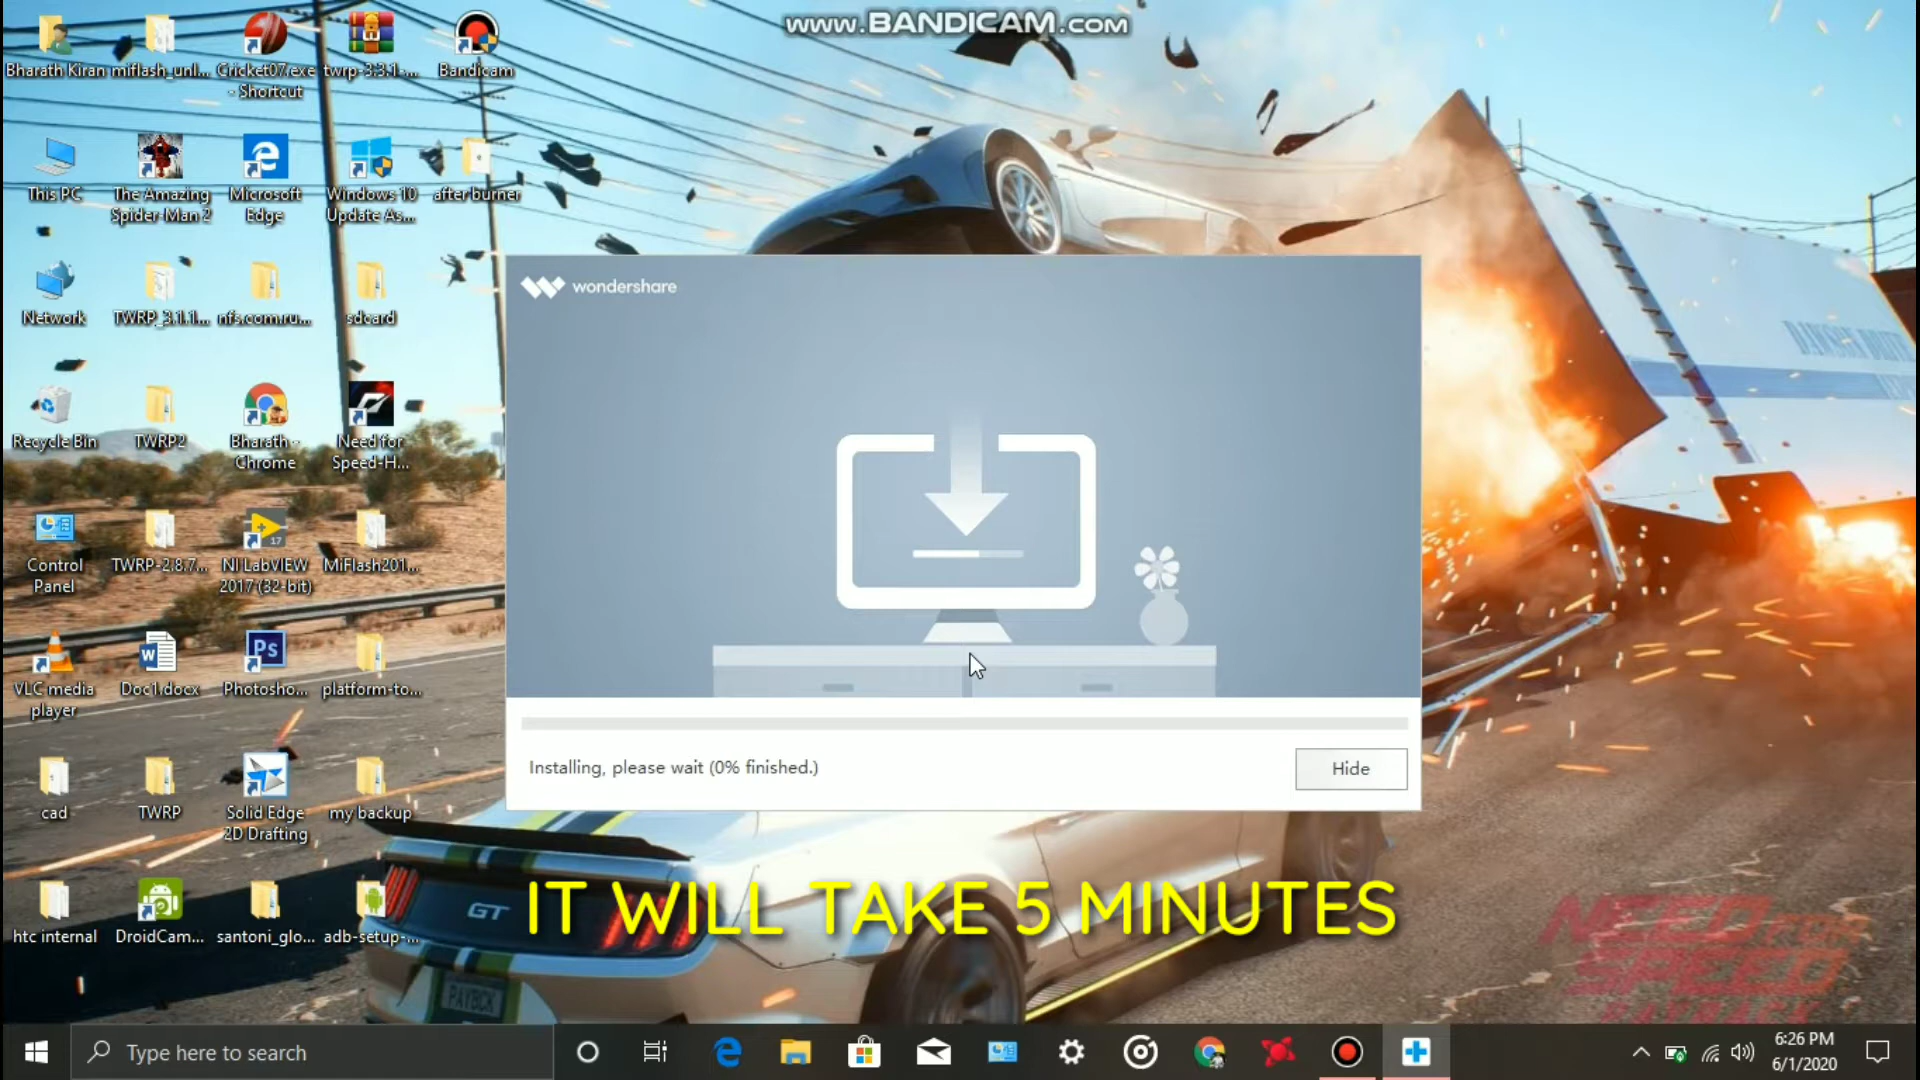 www.BANDICAM.com
Bharath Kiran
miflash_unl...
Cricket07.exe
- Shortcut
twrp-3.3.1-...
Bandicam
This PC
The Amazing
Spider-Man 2
Microsoft
Edge
Windows 10
Update As...
after burner
Network
TWRP_3.1.1...
nfs.com.ru...
sdcard
Recycle Bin
TWRP2
Bharath -
Chrome
Need for
Speed-H...
Control
Panel
TWRP-2.8.7...
NI LabVIEW
2017 (32-bit)
MiFlash201...
VLC media
player
Doc1.docx
Photosho...
platform-to...
cad
TWRP
Solid Edge
2D Drafting
my backup
htc internal
DroidCam...
santoni_glo...
adb-setup-...
wondershare
Installing, please wait (0% finished.)
Hide
GT
PAYBCK
IT WILL TAKE 5 MINUTES
NEED FOR
SPEED
PAYBACK
Type here to search
6:26 PM
6/1/2020